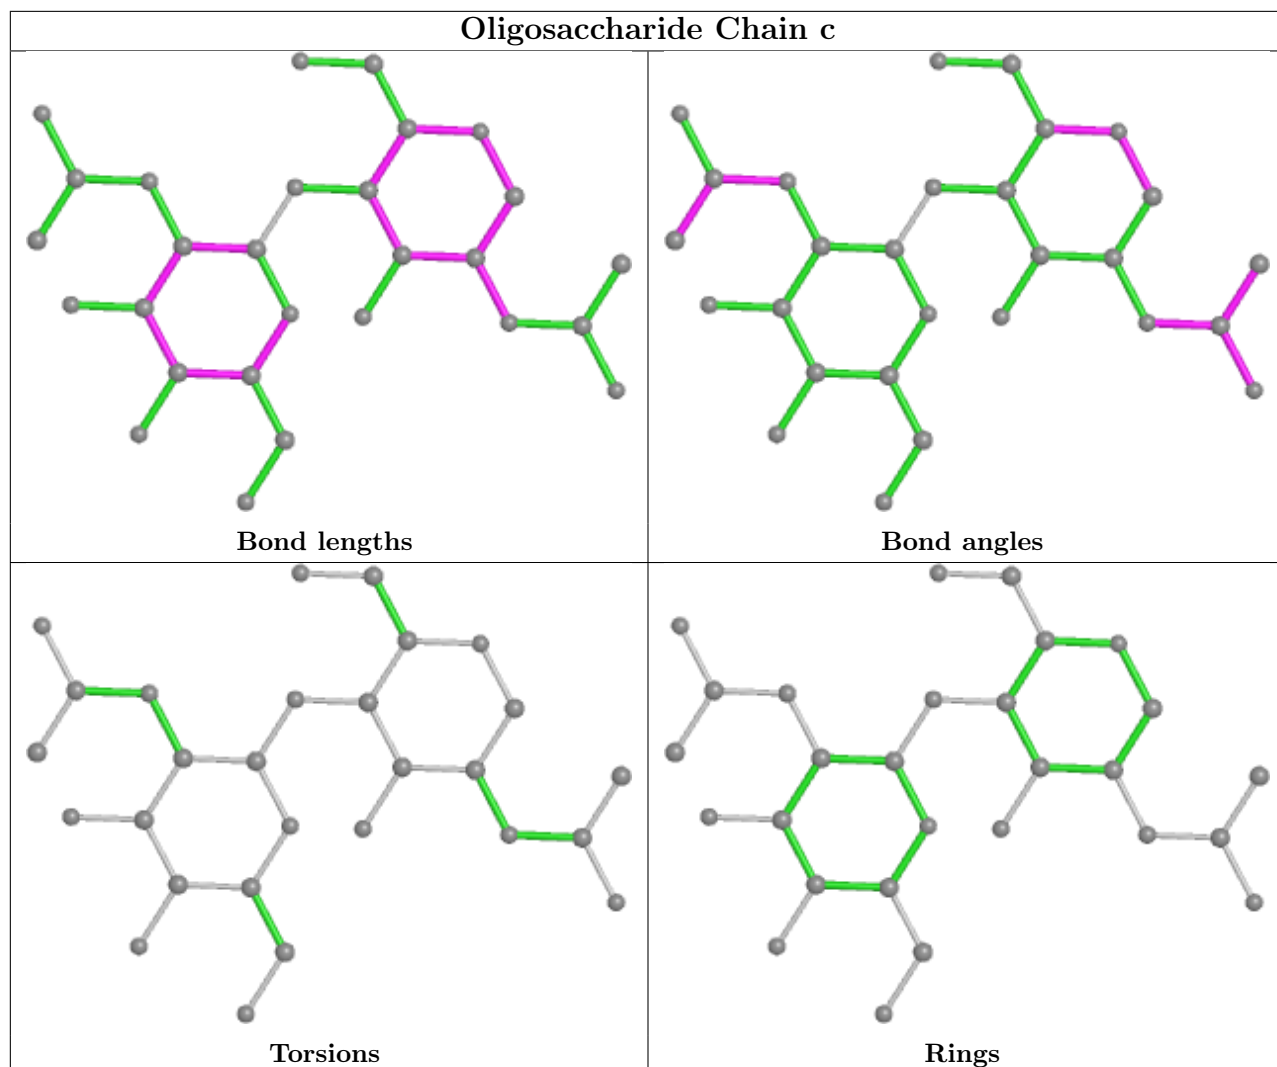 Oligosaccharide Chain c
Bond lengths
Bond angles
Torsions
Rings